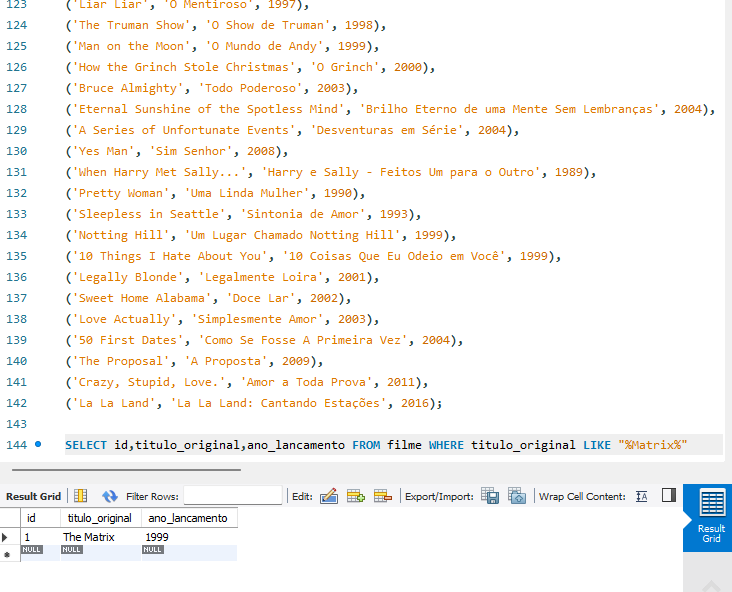 123 ('Liar Liar', 'O Mentiroso', 1997),
124 ('The Truman Show', 'O Show de Truman', 1998),
125 ('Man on the Moon', 'O Mundo de Andy', 1999),
126 ('How the Grinch Stole Christmas', 'O Grinch', 2000),
127 ('Bruce Almighty', 'Todo Poderoso', 2003),
128 ('Eternal Sunshine of the Spotless Mind', 'Brilho Eterno de uma Mente Sem Lembranças', 2004),
129 ('A Series of Unfortunate Events', 'Desventuras em Série', 2004),
130 ('Yes Man', 'Sim Senhor', 2008),
131 ('When Harry Met Sally...', 'Harry e Sally - Feitos Um para o Outro', 1989),
132 ('Pretty Woman', 'Uma Linda Mulher', 1990),
133 ('Sleepless in Seattle', 'Sintonia de Amor', 1993),
134 ('Notting Hill', 'Um Lugar Chamado Notting Hill', 1999),
135 ('10 Things I Hate About You', '10 Coisas Que Eu Odeio em Você', 1999),
136 ('Legally Blonde', 'Legalmente Loira', 2001),
137 ('Sweet Home Alabama', 'Doce Lar', 2002),
138 ('Love Actually', 'Simplesmente Amor', 2003),
139 ('50 First Dates', 'Como Se Fosse A Primeira Vez', 2004),
140 ('The Proposal', 'A Proposta', 2009),
141 ('Crazy, Stupid, Love.', 'Amor a Toda Prova', 2011),
142 ('La La Land', 'La La Land: Cantando Estações', 2016);
143
144 SELECT id,titulo_original,ano_lancamento FROM filme WHERE titulo_original LIKE "%Matrix%"
Result Grid Filter Rows: Edit: Export/Import: Wrap Cell Content: IA
id titulo_original ano_lancamento
1 The Matrix 1999
NULL NULL NULL
Result
Grid